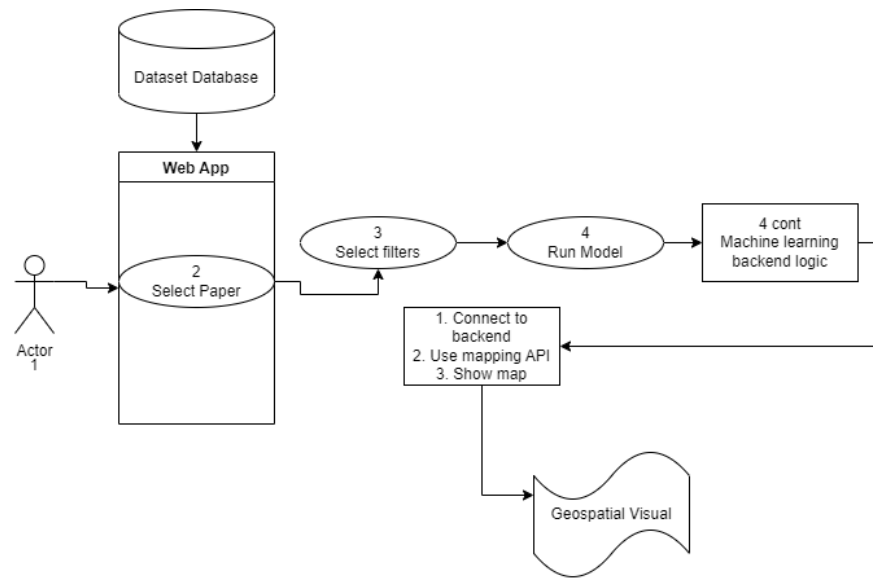 Dataset Database
Web App
2
Select Paper
Actor
1
3
Select filters
4
Run Model
4 cont
Machine learning
backend logic
1. Connect to
backend
2. Use mapping API
3. Show map
Geospatial Visual